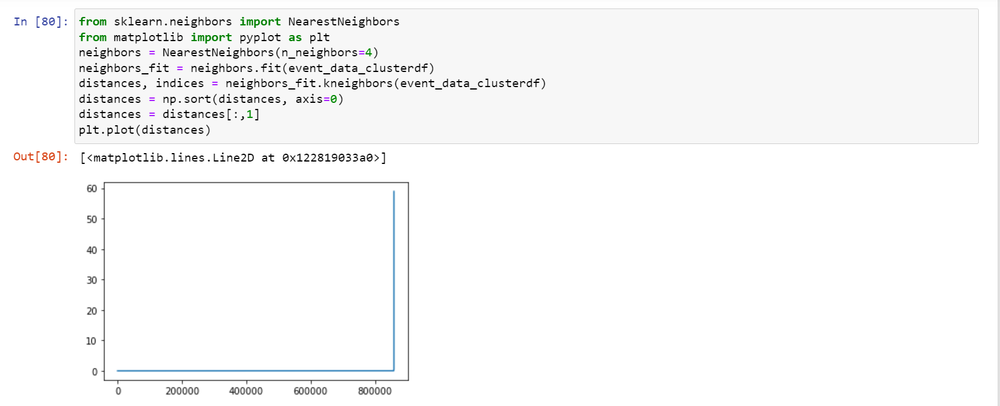 In [80]: from sklearn.neighbors import NearestNeighbors
from matplotlib import pyplot as plt
neighbors = NearestNeighbors(n_neighbors=4)
neighbors_fit = neighbors.fit(event_data_clusterdf)
distances, indices = neighbors_fit.kneighbors(event_data_clusterdf)
distances = np.sort(distances, axis=0)
distances = distances[:,1]
plt.plot(distances)
Out[80]: [<matplotlib.lines.Line2D at 0x122819033a0>]
60
50
40
30
20
10
0
0 200000 400000 600000 800000